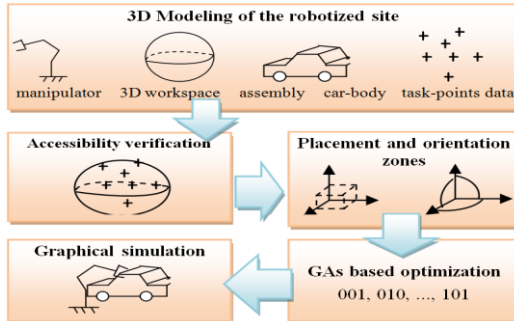 3D Modeling of the robotized site
manipulator 3D workspace assembly car-body task-points data
Accessibility verification
Placement and orientation
zones
Graphical simulation
GAs based optimization
001, 010, ..., 101